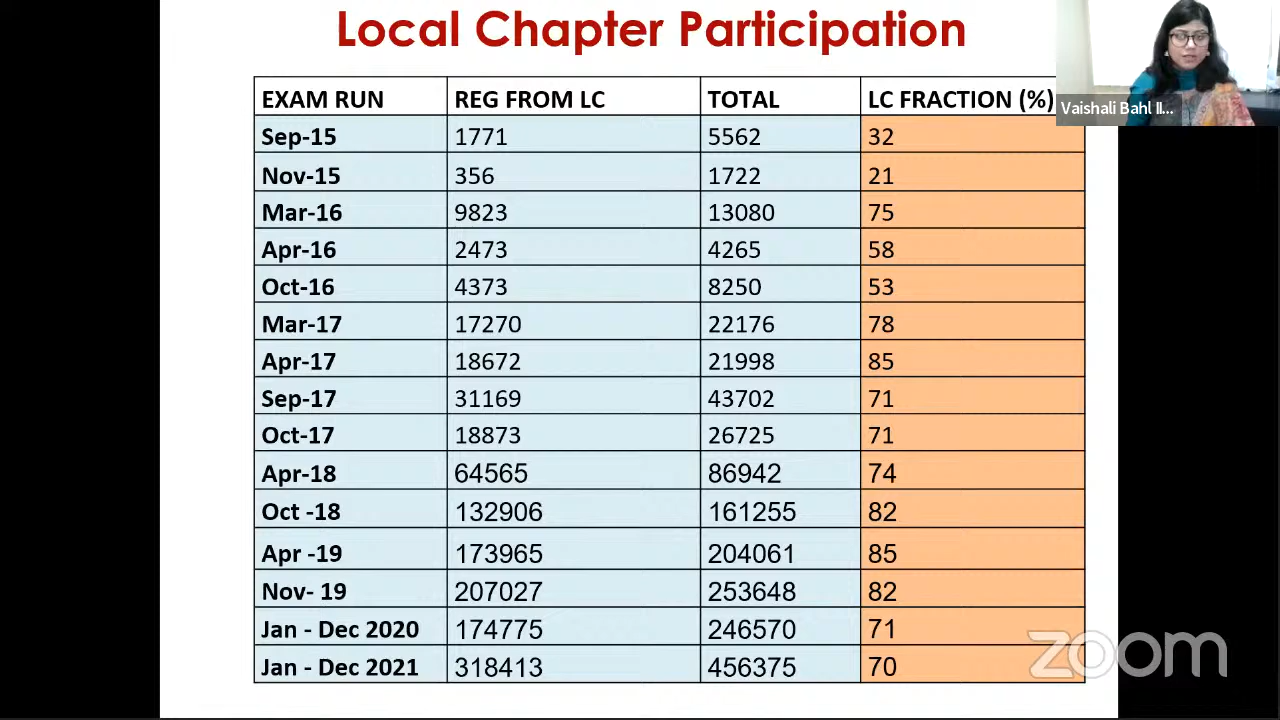 Local Chapter Participation
EXAM RUN REG FROM LC TOTAL LC FRACTION (%)
Sep-15 1771 5562 32
Nov-15 356 1722 21
Mar-16 9823 13080 75
Apr-16 2473 4265 58
Oct-16 4373 8250 53
Mar-17 17270 22176 78
Apr-17 18672 21998 85
Sep-17 31169 43702 71
Oct-17 18873 26725 71
Apr-18 64565 86942 74
Oct -18 132906 161255 82
Apr -19 173965 204061 85
Nov- 19 207027 253648 82
Jan - Dec 2020 174775 246570 71
Jan - Dec 2021 318413 456375 70
Vaishali Bahl II...
zoom